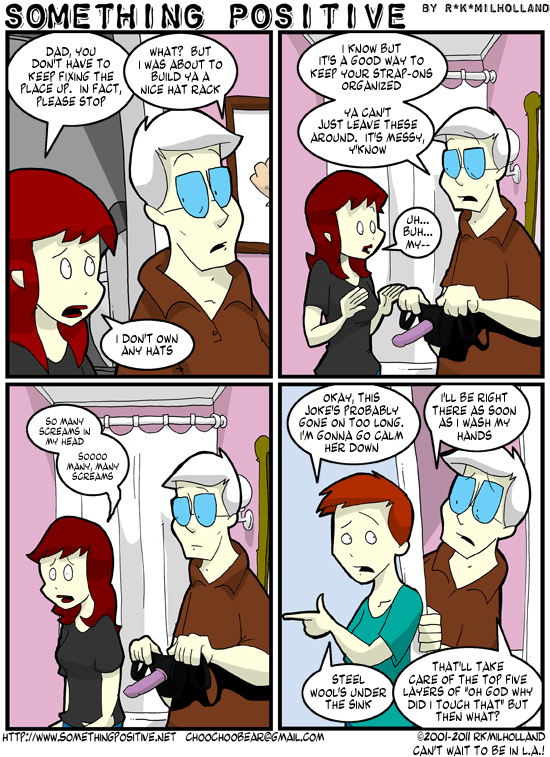 SOMETHING POSITIVE
BY R*K*MILHOLLAND
DAD, YOU
DON'T HAVE TO
KEEP FIXING THE
PLACE UP. IN FACT,
PLEASE STOP
WHAT? BUT
I WAS ABOUT TO
BUILD YA A
NICE HAT RACK
I DON'T OWN
ANY HATS
I KNOW BUT
IT'S A GOOD WAY TO
KEEP YOUR STRAP-ONS
ORGANIZED
YA CAN'T
JUST LEAVE THESE
AROUND. IT'S MESSY,
Y'KNOW
UH...
BUH...
MY--
SO MANY
SCREAMS IN
MY HEAD
SOOOO
MANY, MANY
SCREAMS
OKAY, THIS
JOKE'S PROBABLY
GONE ON TOO LONG.
I'M GONNA GO CALM
HER DOWN
I'LL BE RIGHT
THERE AS SOON
AS I WASH MY
HANDS
STEEL
WOOL'S UNDER
THE SINK
THAT'LL TAKE
CARE OF THE TOP FIVE
LAYERS OF "OH GOD WHY
DID I TOUCH THAT" BUT
THEN WHAT?
HTTP://WWW.SOMETHINGPOSITIVE.NET CHOOCHOOBEAR@GMAIL.COM
©2001-2011 RKMILHOLLAND
CAN'T WAIT TO BE IN L.A.!